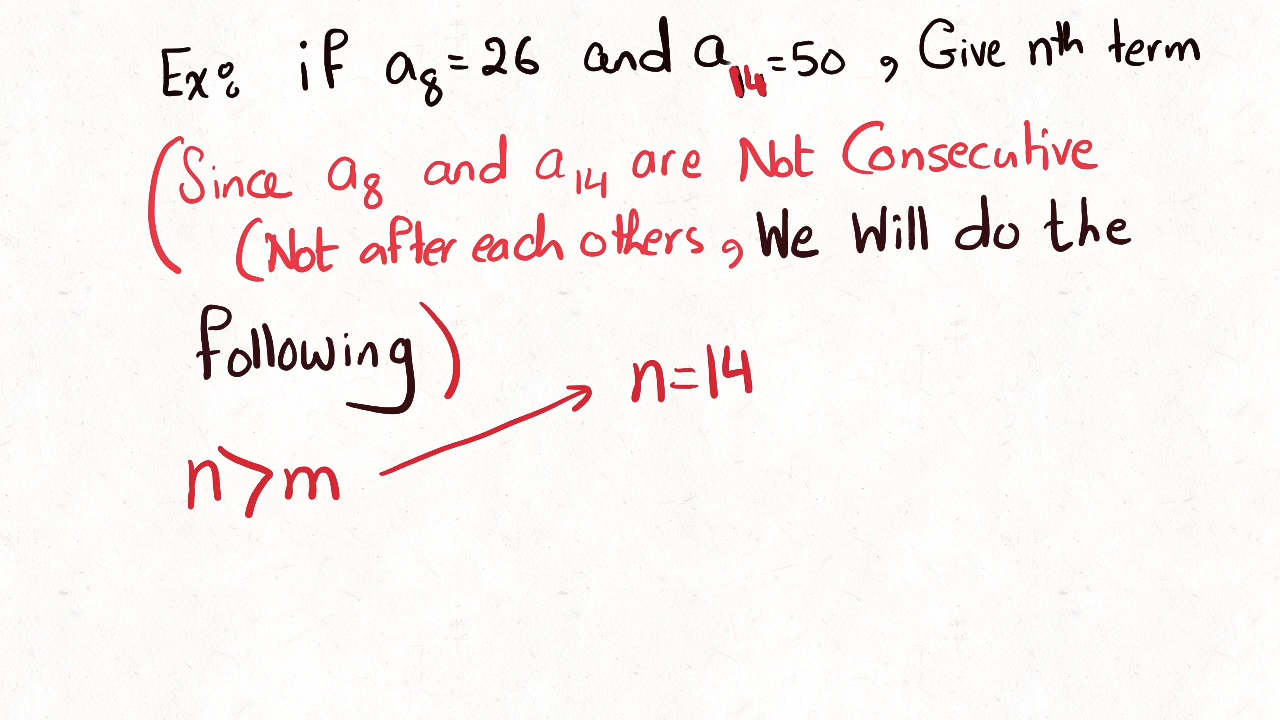 Ex: if a8 = 26 and a14 = 50 , Give nth term
(Since a8 and a14 are Not Consecutive
(Not after each others , We Will do the
following)
n=14
n>m